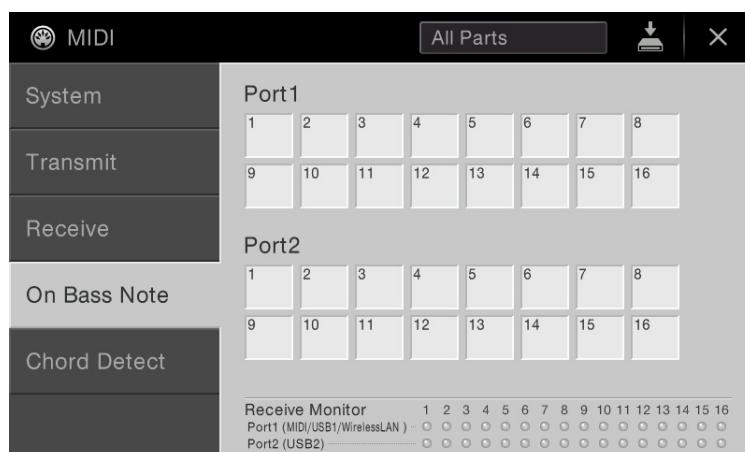 MIDI
All Parts
System
Transmit
Receive
On Bass Note
Chord Detect
Port1
1 2 3 4 5 6 7 8
9 10 11 12 13 14 15 16
Port2
1 2 3 4 5 6 7 8
9 10 11 12 13 14 15 16
Receive Monitor 1 2 3 4 5 6 7 8 9 10 11 12 13 14 15 16
Port1 (MIDI/USB1/WirelessLAN )
Port2 (USB2)